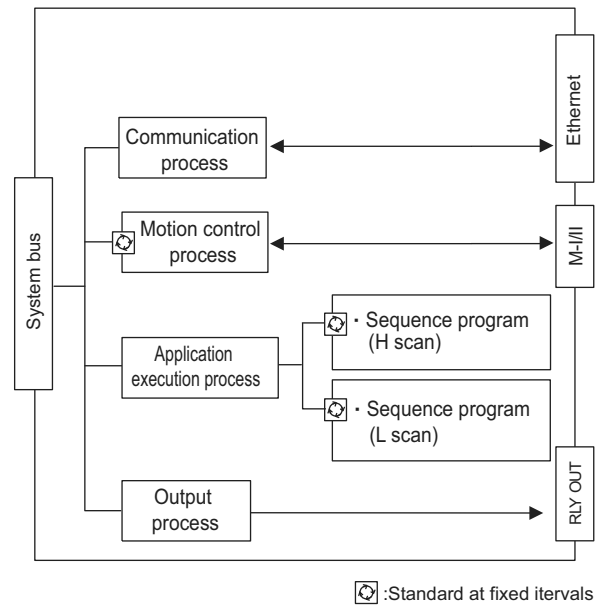 Communication
process
Ethernet
Motion control
process
M-I/II
System bus
· Sequence program
(H scan)
Application
execution process
· Sequence program
(L scan)
Output
process
RLY OUT
:Standard at fixed itervals